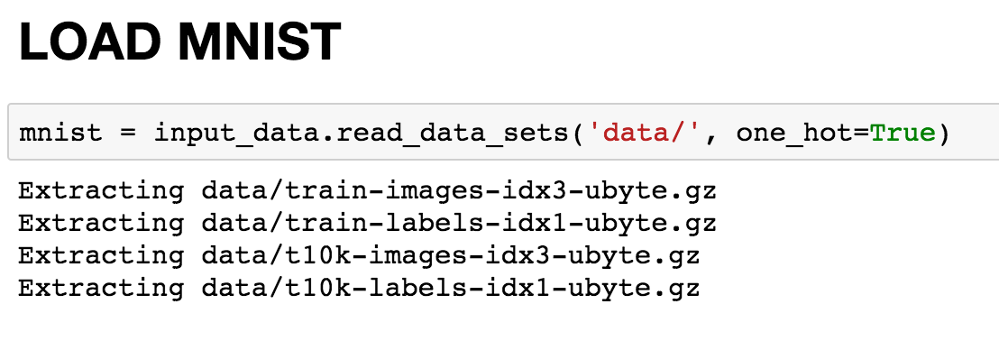 LOAD MNIST
mnist = input_data.read_data_sets('data/', one_hot=True)
Extracting data/train-images-idx3-ubyte.gz
Extracting data/train-labels-idx1-ubyte.gz
Extracting data/t10k-images-idx3-ubyte.gz
Extracting data/t10k-labels-idx1-ubyte.gz